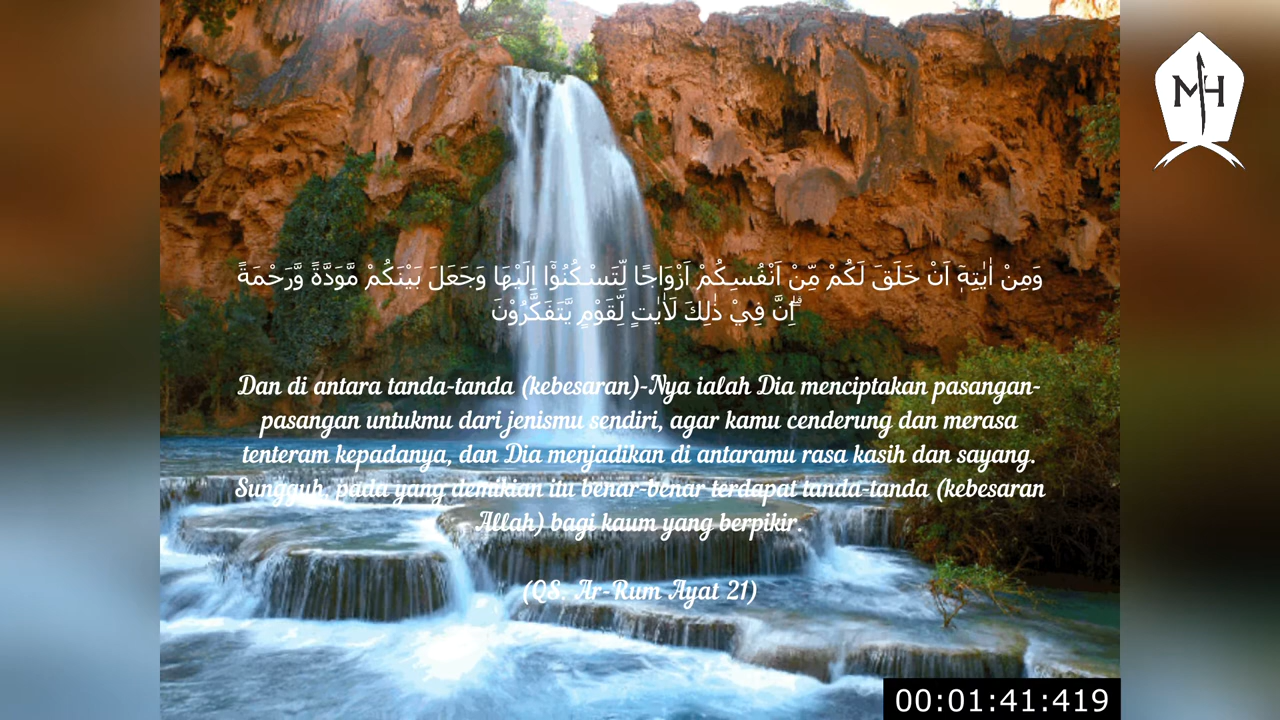 MH
وَمِنْ اٰيٰتِهٖٓ اَنْ خَلَقَ لَكُمْ مِّنْ اَنْفُسِكُمْ اَزْوَاجًا لِّتَسْكُنُوْٓا اِلَيْهَا وَجَعَلَ بَيْنَكُمْ مَّوَدَّةً وَّرَحْمَةً
ۗاِنَّ فِيْ ذٰلِكَ لَاٰيٰتٍ لِّقَوْمٍ يَّتَفَكَّرُوْنَ
Dan di antara tanda-tanda (kebesaran)-Nya ialah Dia menciptakan pasangan-
pasangan untukmu dari jenismu sendiri, agar kamu cenderung dan merasa
tenteram kepadanya, dan Dia menjadikan di antaramu rasa kasih dan sayang.
Sungguh, pada yang demikian itu benar-benar terdapat tanda-tanda (kebesaran
Allah) bagi kaum yang berpikir.
(QS. Ar-Rum Ayat 21)
00:01:41:419